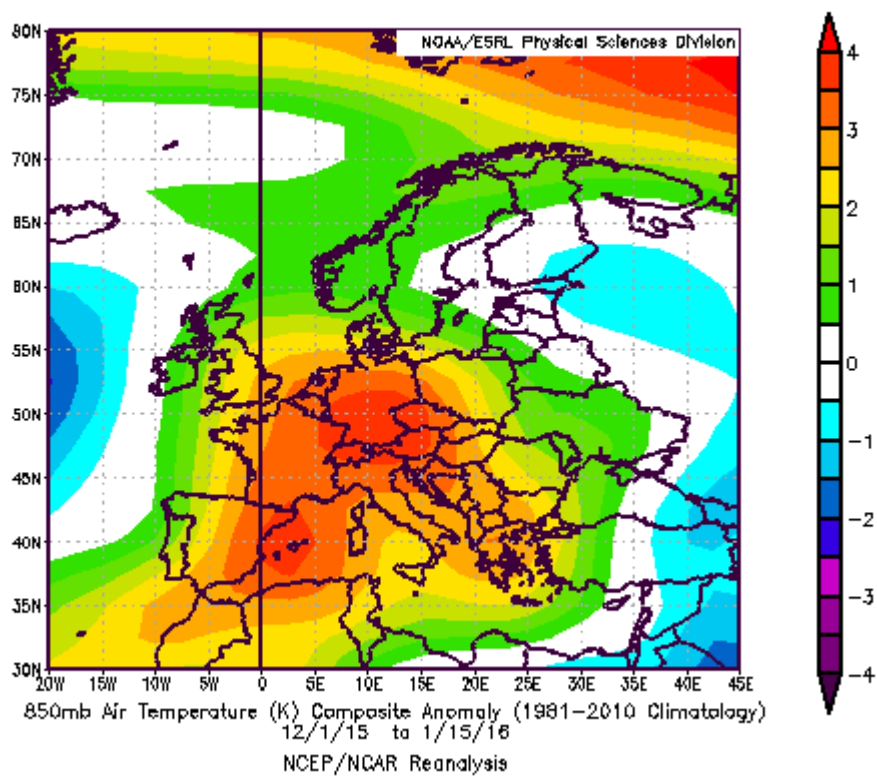 NOAA/ESRL Physical Sciences Division
80N
75N
70N
65N
60N
55N
50N
45N
40N
35N
30N
20W 15W 10W 5W 0 5E 10E 15E 20E 25E 30E 35E 40E 45E
4
3
2
1
0
-1
-2
-3
-4
850mb Air Temperature (K) Composite Anomaly (1981-2010 Climatology)
12/1/15 to 1/15/16
NCEP/NCAR Reanalysis